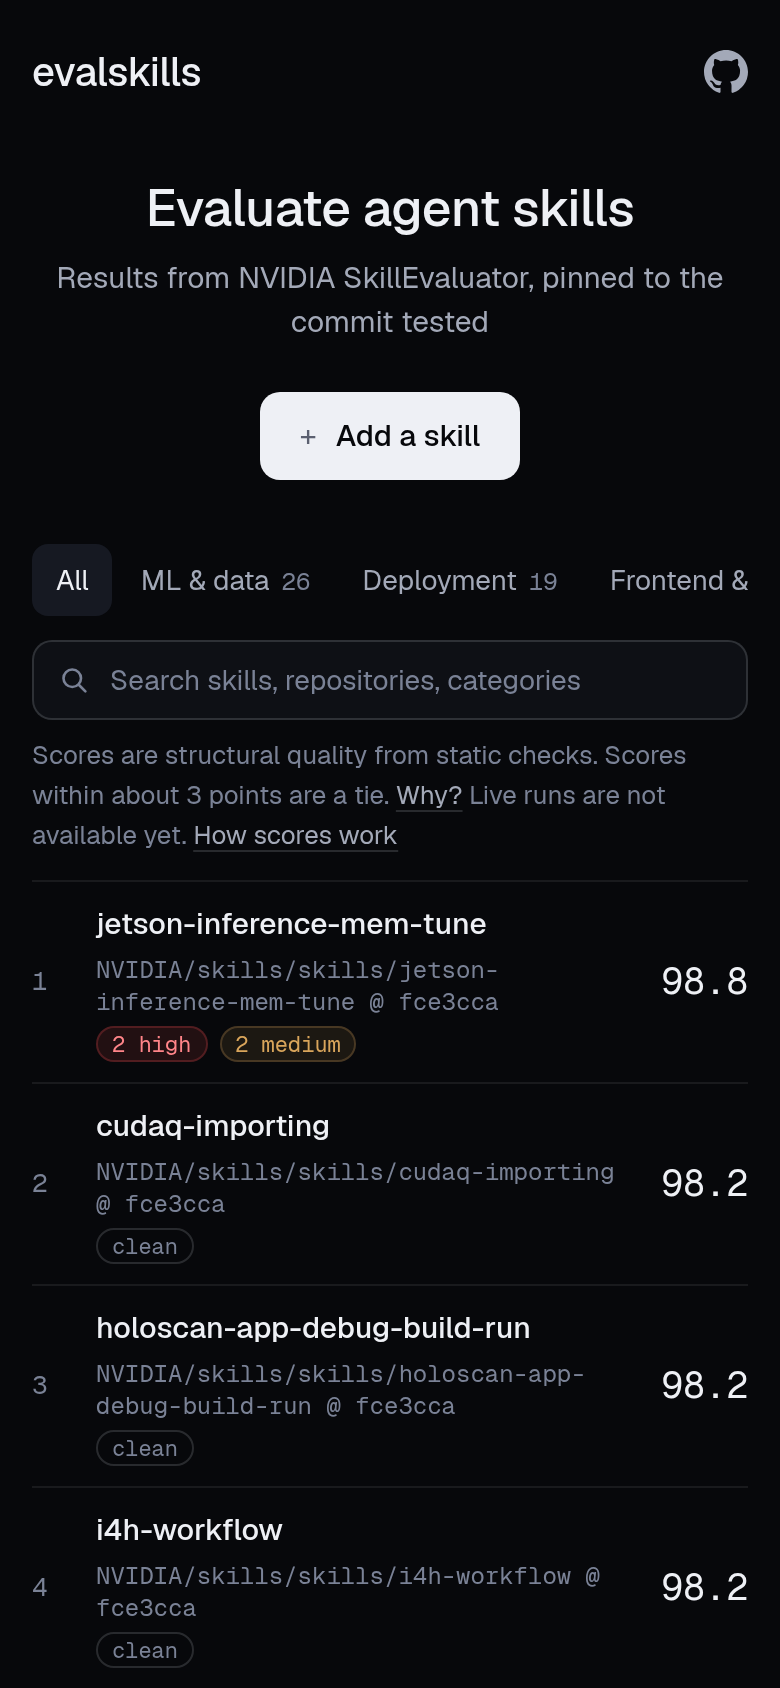 evalskills
Evaluate agent skills
Results from NVIDIA SkillEvaluator, pinned to the
commit tested
+ Add a skill
All ML & data 26 Deployment 19 Frontend &
Search skills, repositories, categories
Scores are structural quality from static checks. Scores
within about 3 points are a tie. Why? Live runs are not
available yet. How scores work
jetson-inference-mem-tune
1 NVIDIA/skills/skills/jetson-
inference-mem-tune @ fce3cca 98.8
2 high 2 medium
cudaq-importing
2 NVIDIA/skills/skills/cudaq-importing 98.2
@ fce3cca
clean
holoscan-app-debug-build-run
3 NVIDIA/skills/skills/holoscan-app- 98.2
debug-build-run @ fce3cca
clean
i4h-workflow
4 NVIDIA/skills/skills/i4h-workflow @ 98.2
fce3cca
clean